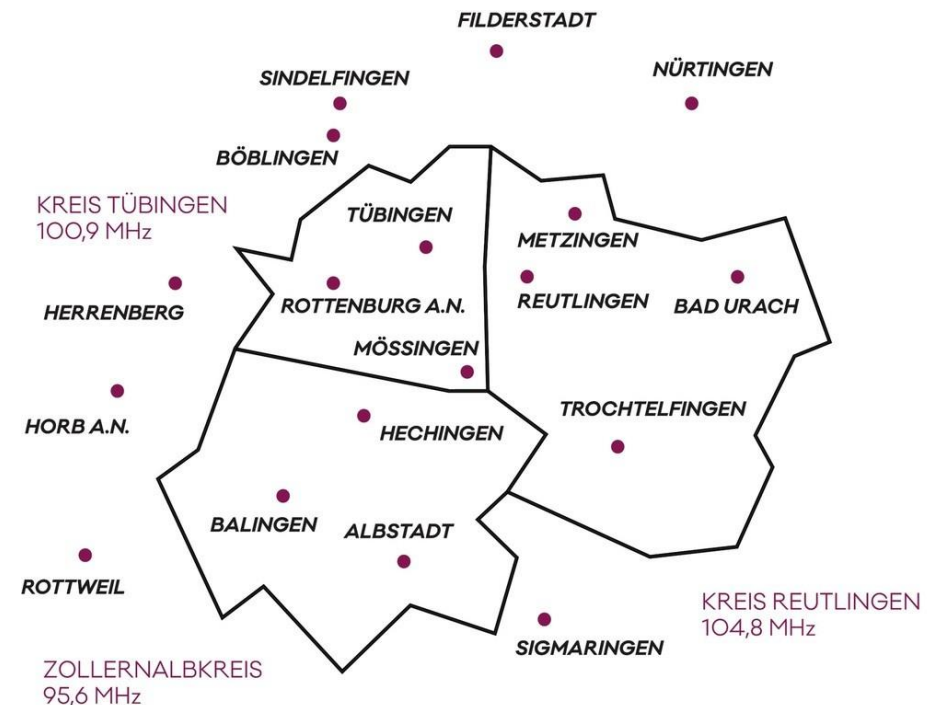 FILDERSTADT
SINDELFINGEN
NÜRTINGEN
BÖBLINGEN
KREIS TÜBINGEN
100,9 MHz
TÜBINGEN
METZINGEN
HERRENBERG
ROTTENBURG A.N.
REUTLINGEN
BAD URACH
MÖSSINGEN
HORB A.N.
TROCHTELFINGEN
HECHINGEN
BALINGEN
ALBSTADT
ROTTWEIL
KREIS REUTLINGEN
104,8 MHz
SIGMARINGEN
ZOLLERNALBKREIS
95,6 MHz